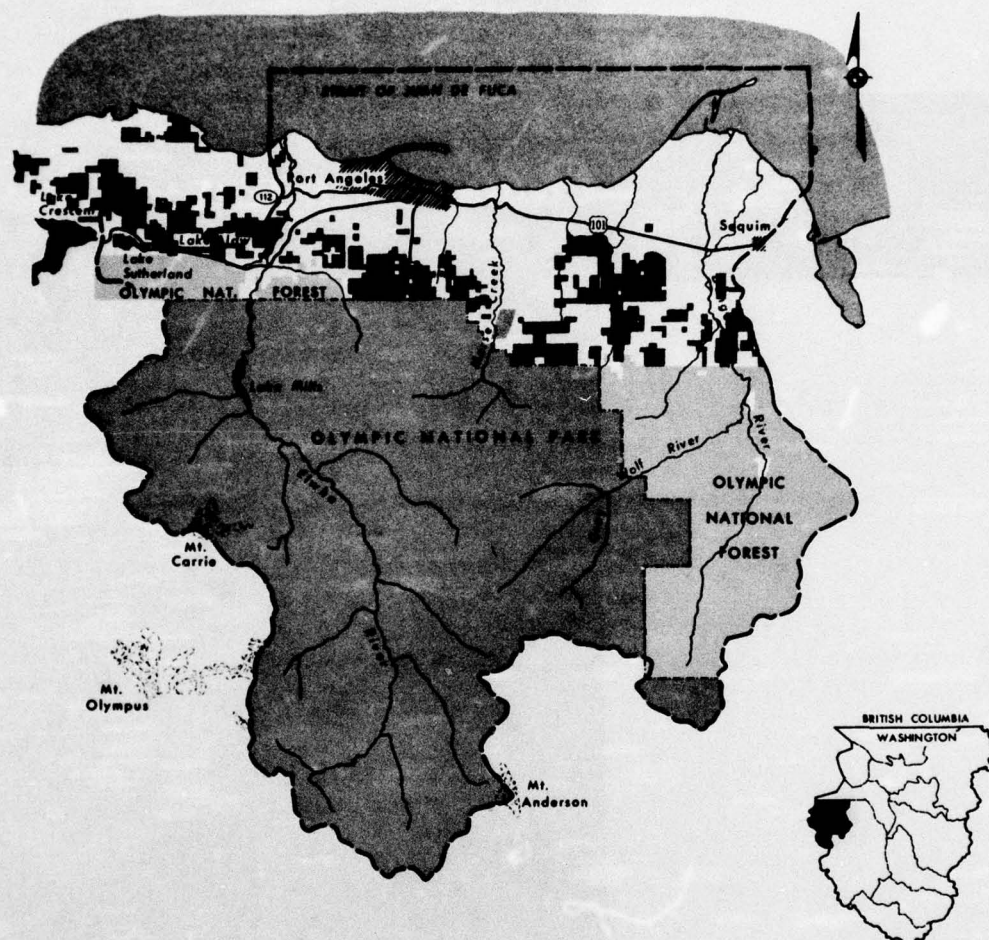 STRAIT OF JUAN DE FUCA
Port Angeles
112
Lake
Crescent
101
Sequim
Lake
Sutherland
OLYMPIC NAT. FOREST
Creek
Lake Mills
OLYMPIC NATIONAL PARK
Elwha
River
Wolf River
River
OLYMPIC
NATIONAL
FOREST
Mt.
Carrie
Mt.
Olympus
Mt.
Anderson
BRITISH COLUMBIA
WASHINGTON